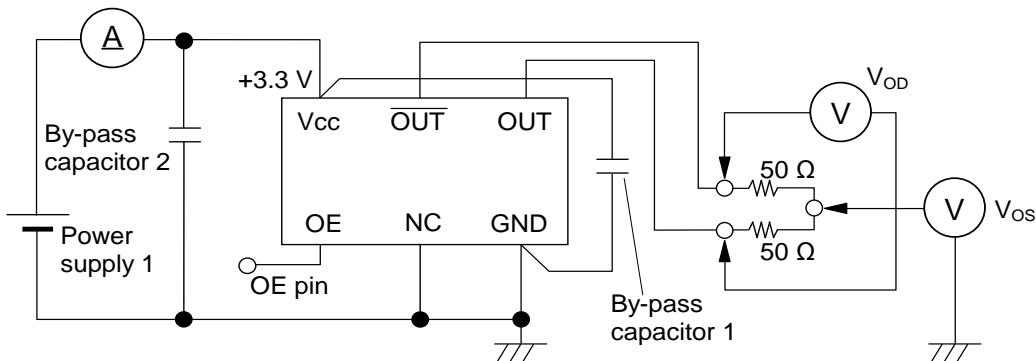 A
+3.3 V
Vcc
OUT
OUT
By-pass
capacitor 2
OE
NC
GND
Power
supply 1
OE pin
By-pass
capacitor 1
V
VOD
50 Ω
50 Ω
V
VOS